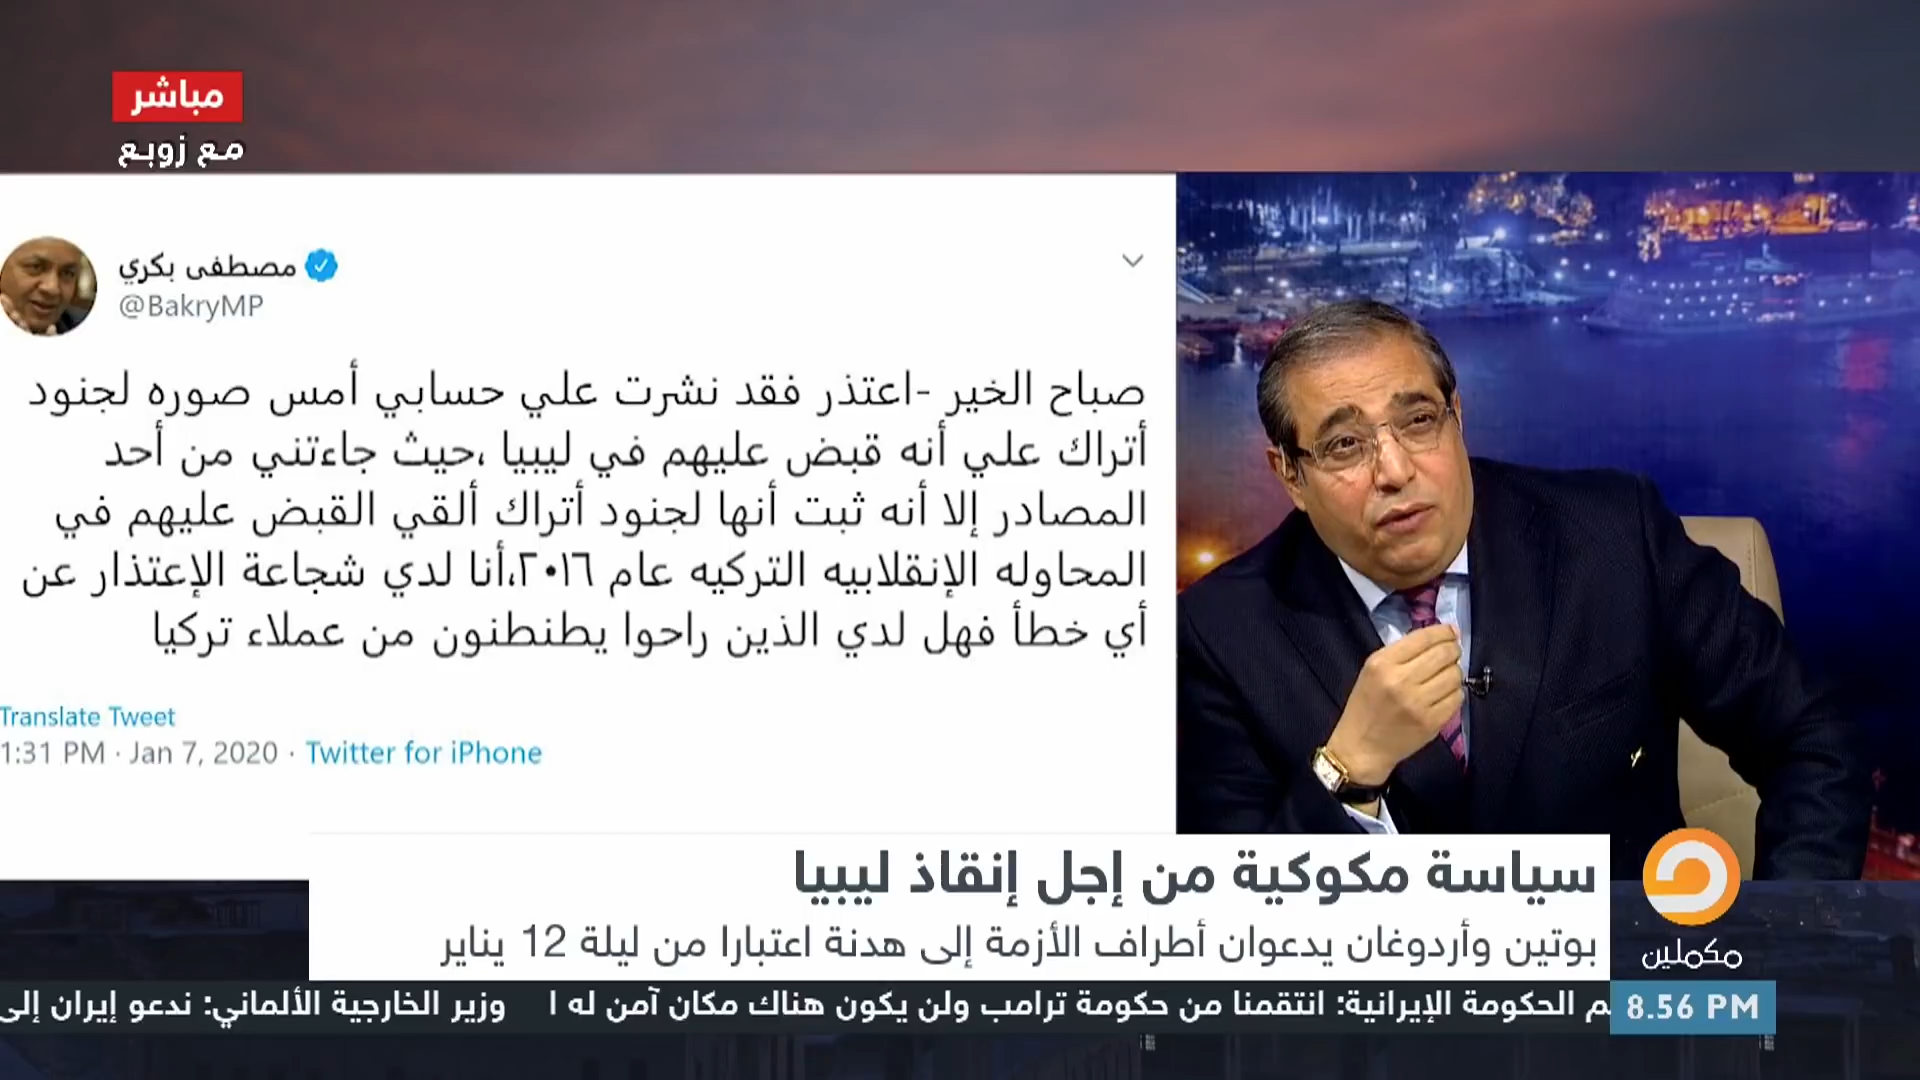 مباشر
مع زوبع
مصطفى بكري
@BakryMP
صباح الخير -اعتذر فقد نشرت علي حسابي أمس صوره لجنود
أتراك علي أنه قبض عليهم في ليبيا ،حيث جاءتني من أحد
المصادر إلا أنه ثبت أنها لجنود أتراك ألقي القبض عليهم في
المحاوله الإنقلابيه التركيه عام ٢٠١٦،أنا لدي شجاعة الإعتذار عن
أي خطأ فهل لدي الذين راحوا يطنطنون من عملاء تركيا
Translate Tweet
1:31 PM · Jan 7, 2020 · Twitter for iPhone
سياسة مكوكية من إجل إنقاذ ليبيا
بوتين وأردوغان يدعوان أطراف الأزمة إلى هدنة اعتبارا من ليلة 12 يناير
مكملين
م الحكومة الإيرانية: انتقمنا من حكومة ترامب ولن يكون هناك مكان آمن له ا وزير الخارجية الألماني: ندعو إيران إلى
8.56 PM